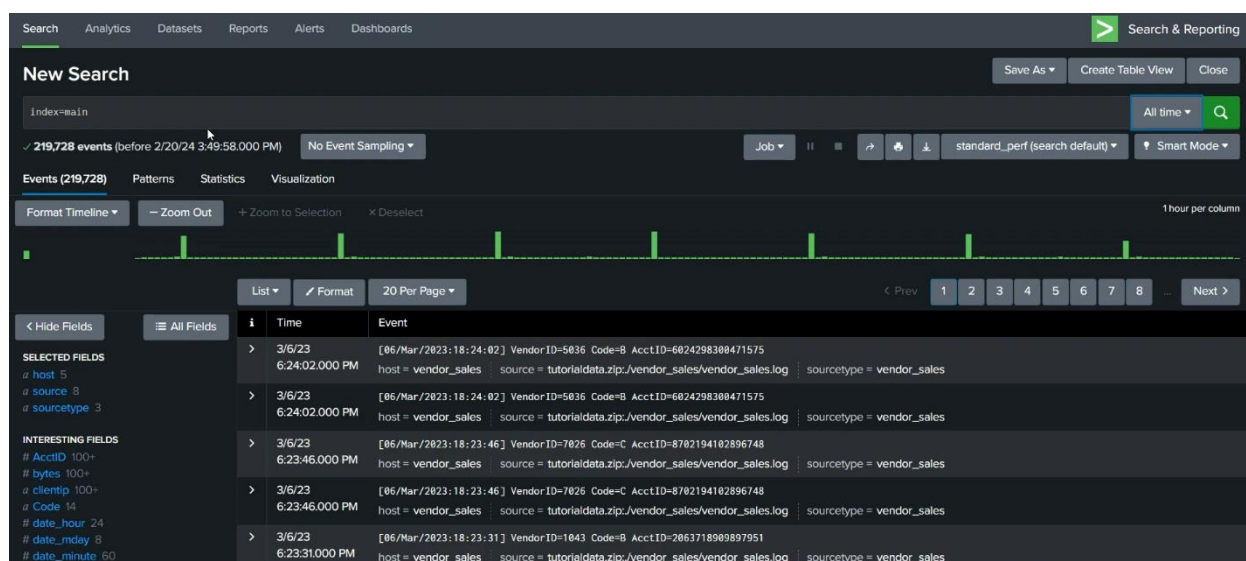 Search Analytics Datasets Reports Alerts Dashboards Search & Reporting
New Search Save As Create Table View Close
index=main All time
219,728 events (before 2/20/24 3:49:58.000 PM) No Event Sampling Job standard_perf (search default) Smart Mode
Events (219,728) Patterns Statistics Visualization
Format Timeline — Zoom Out + Zoom to Selection × Deselect 1 hour per column
List Format 20 Per Page < Prev 1 2 3 4 5 6 7 8 ... Next >
< Hide Fields All Fields i Time Event
SELECTED FIELDS
a host 5
a source 8
a sourcetype 3
INTERESTING FIELDS
# AcctID 100+
# bytes 100+
a clientip 100+
a Code 14
# date_hour 24
# date_mday 8
# date_minute 60
> 3/6/23 [06/Mar/2023:18:24:02] VendorID=5036 Code=B AcctID=6024298300471575
6:24:02.000 PM host = vendor_sales source = tutorialdata.zip:./vendor_sales/vendor_sales.log sourcetype = vendor_sales
> 3/6/23 [06/Mar/2023:18:24:02] VendorID=5036 Code=B AcctID=6024298300471575
6:24:02.000 PM host = vendor_sales source = tutorialdata.zip:./vendor_sales/vendor_sales.log sourcetype = vendor_sales
> 3/6/23 [06/Mar/2023:18:23:46] VendorID=7026 Code=C AcctID=8702194102896748
6:23:46.000 PM host = vendor_sales source = tutorialdata.zip:./vendor_sales/vendor_sales.log sourcetype = vendor_sales
> 3/6/23 [06/Mar/2023:18:23:46] VendorID=7026 Code=C AcctID=8702194102896748
6:23:46.000 PM host = vendor_sales source = tutorialdata.zip:./vendor_sales/vendor_sales.log sourcetype = vendor_sales
> 3/6/23 [06/Mar/2023:18:23:31] VendorID=1043 Code=B AcctID=2063718909897951
6:23:31.000 PM host = vendor_sales source = tutorialdata.zip:./vendor_sales/vendor_sales.log sourcetype = vendor_sales